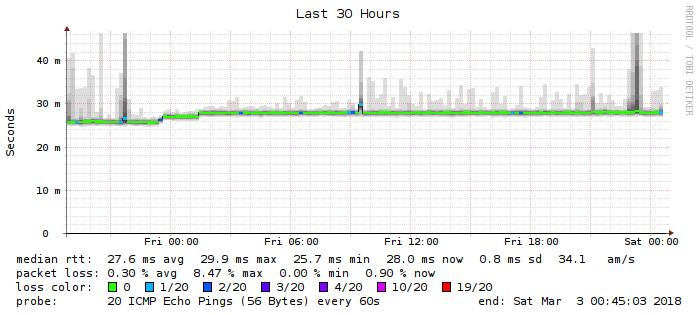 Last 30 Hours
RRDTOOL / TOBI OETIKER
Seconds
40 m
30 m
20 m
10 m
0
Fri 00:00 Fri 06:00 Fri 12:00 Fri 18:00 Sat 00:00
median rtt: 27.6 ms avg 29.9 ms max 25.7 ms min 28.0 ms now 0.8 ms sd 34.1 am/s
packet loss: 0.30 % avg 8.47 % max 0.00 % min 0.90 % now
loss color: 0 1/20 2/20 3/20 4/20 10/20 19/20
probe: 20 ICMP Echo Pings (56 Bytes) every 60s end: Sat Mar 3 00:45:03 2018